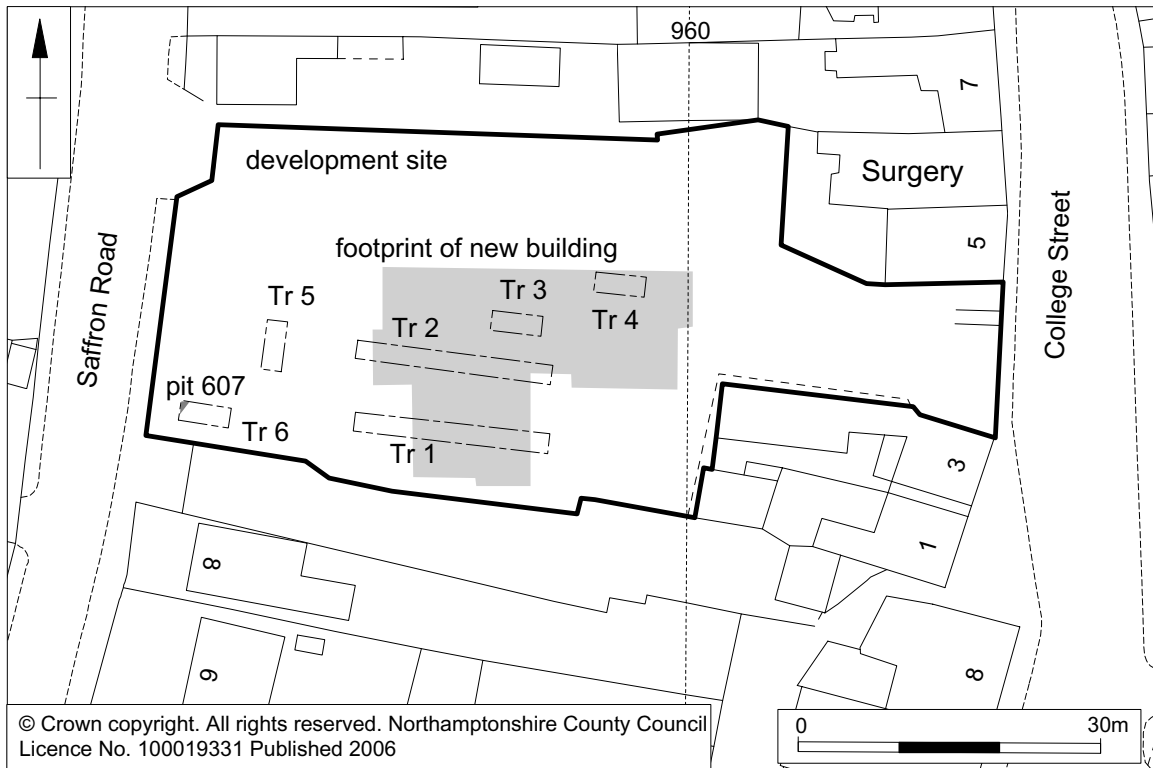 960
7
development site
Surgery
College Street
Saffron Road
footprint of new building
5
Tr 5
Tr 3
Tr 4
Tr 2
pit 607
Tr 6
Tr 1
3
1
8
9
8
© Crown copyright. All rights reserved. Northamptonshire County Council
Licence No. 100019331 Published 2006
0 30m